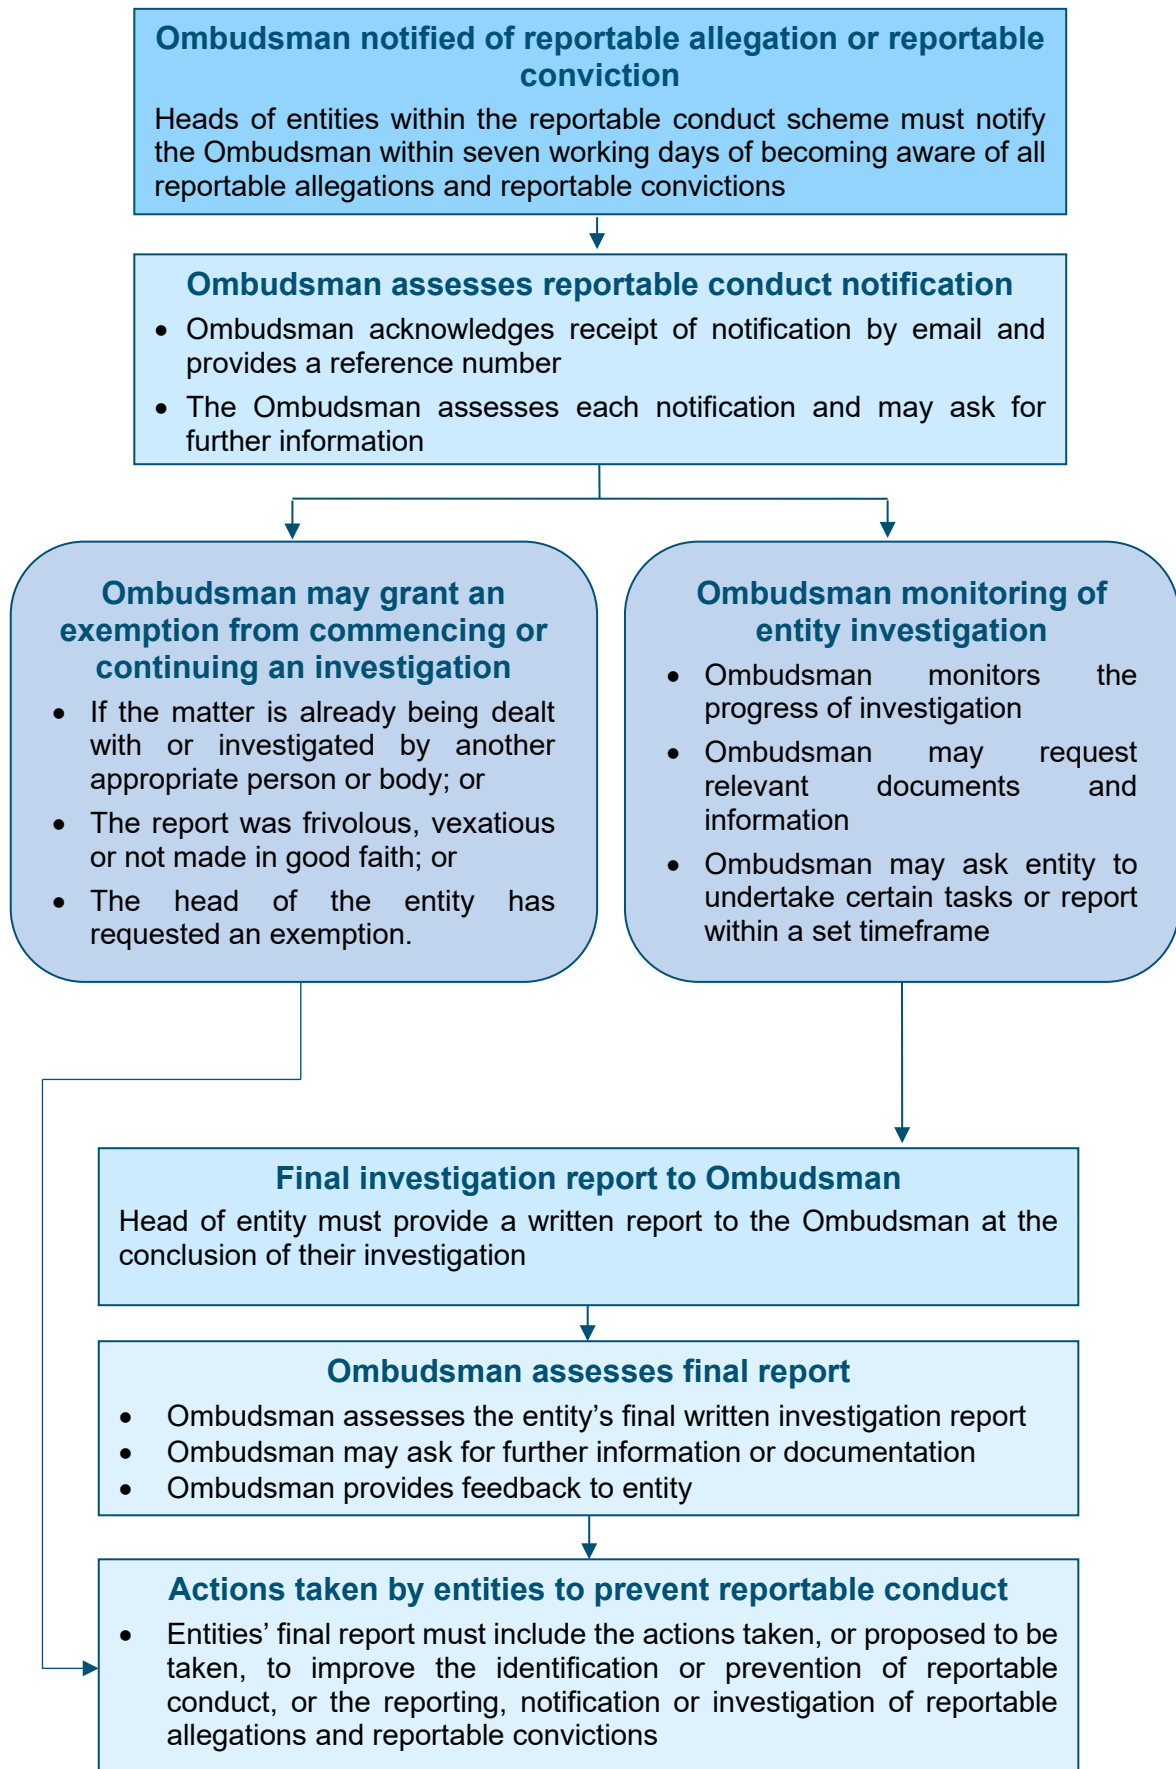 Ombudsman notified of reportable allegation or reportable
conviction
Heads of entities within the reportable conduct scheme must notify
the Ombudsman within seven working days of becoming aware of all
reportable allegations and reportable convictions
Ombudsman assesses reportable conduct notification
• Ombudsman acknowledges receipt of notification by email and
provides a reference number
• The Ombudsman assesses each notification and may ask for
further information
Ombudsman may grant an
exemption from commencing or
continuing an investigation
• If the matter is already being dealt
with or investigated by another
appropriate person or body; or
• The report was frivolous, vexatious
or not made in good faith; or
• The head of the entity has
requested an exemption.
Ombudsman monitoring of
entity investigation
• Ombudsman monitors the
progress of investigation
• Ombudsman may request
relevant documents and
information
• Ombudsman may ask entity to
undertake certain tasks or report
within a set timeframe
Final investigation report to Ombudsman
Head of entity must provide a written report to the Ombudsman at the
conclusion of their investigation
Ombudsman assesses final report
• Ombudsman assesses the entity’s final written investigation report
• Ombudsman may ask for further information or documentation
• Ombudsman provides feedback to entity
Actions taken by entities to prevent reportable conduct
• Entities’ final report must include the actions taken, or proposed to be
taken, to improve the identification or prevention of reportable
conduct, or the reporting, notification or investigation of reportable
allegations and reportable convictions